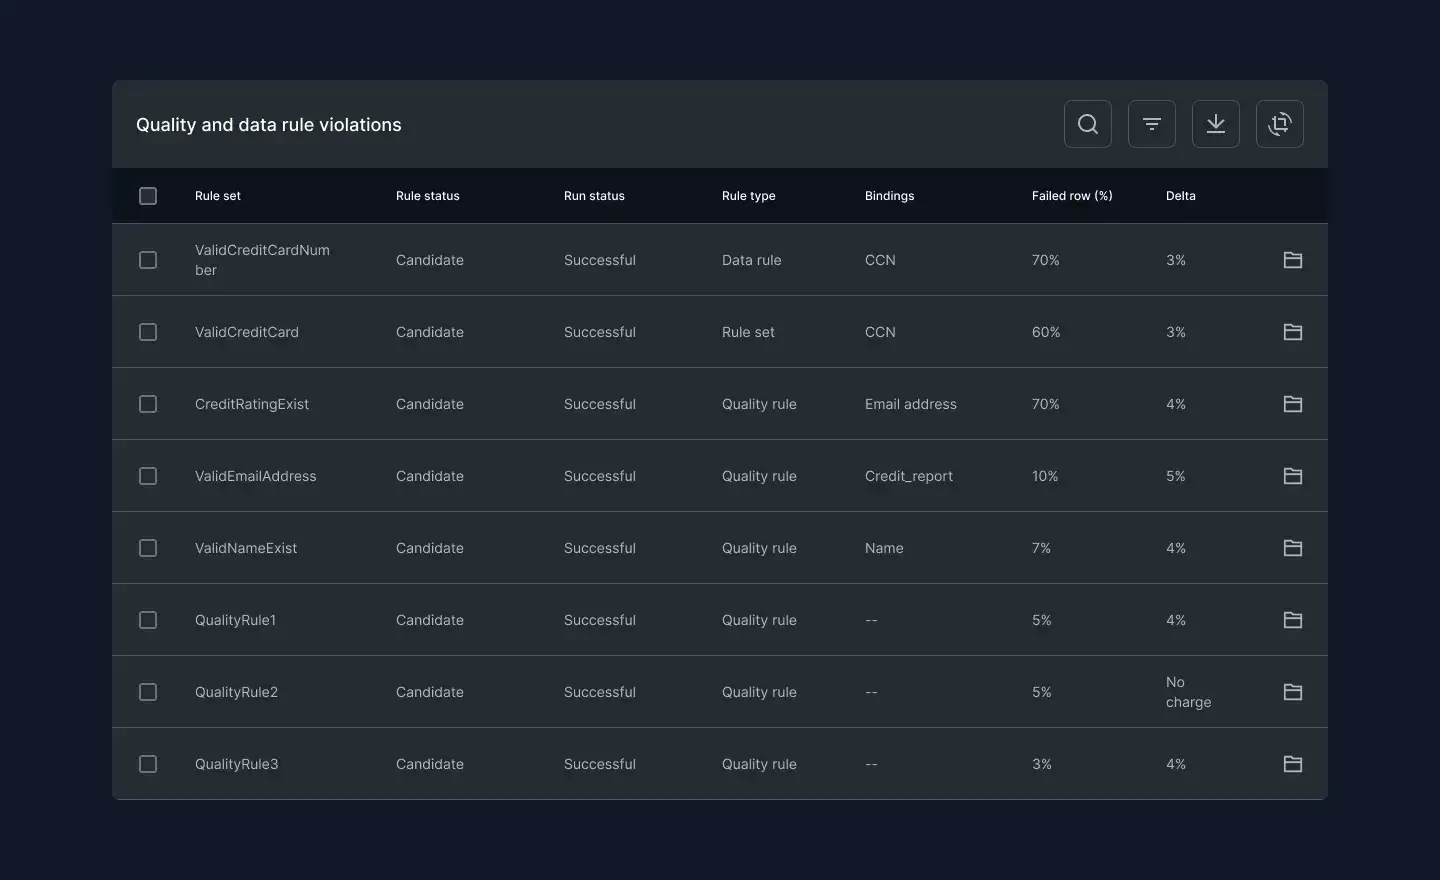 Quality and data rule violations
Rule set Rule status Run status Rule type Bindings Failed row (%) Delta
ValidCreditCardNum
ber Candidate Successful Data rule CCN 70% 3%
ValidCreditCard Candidate Successful Rule set CCN 60% 3%
CreditRatingExist Candidate Successful Quality rule Email address 70% 4%
ValidEmailAddress Candidate Successful Quality rule Credit_report 10% 5%
ValidNameExist Candidate Successful Quality rule Name 7% 4%
QualityRule1 Candidate Successful Quality rule -- 5% 4%
QualityRule2 Candidate Successful Quality rule -- 5% No
charge
QualityRule3 Candidate Successful Quality rule -- 3% 4%